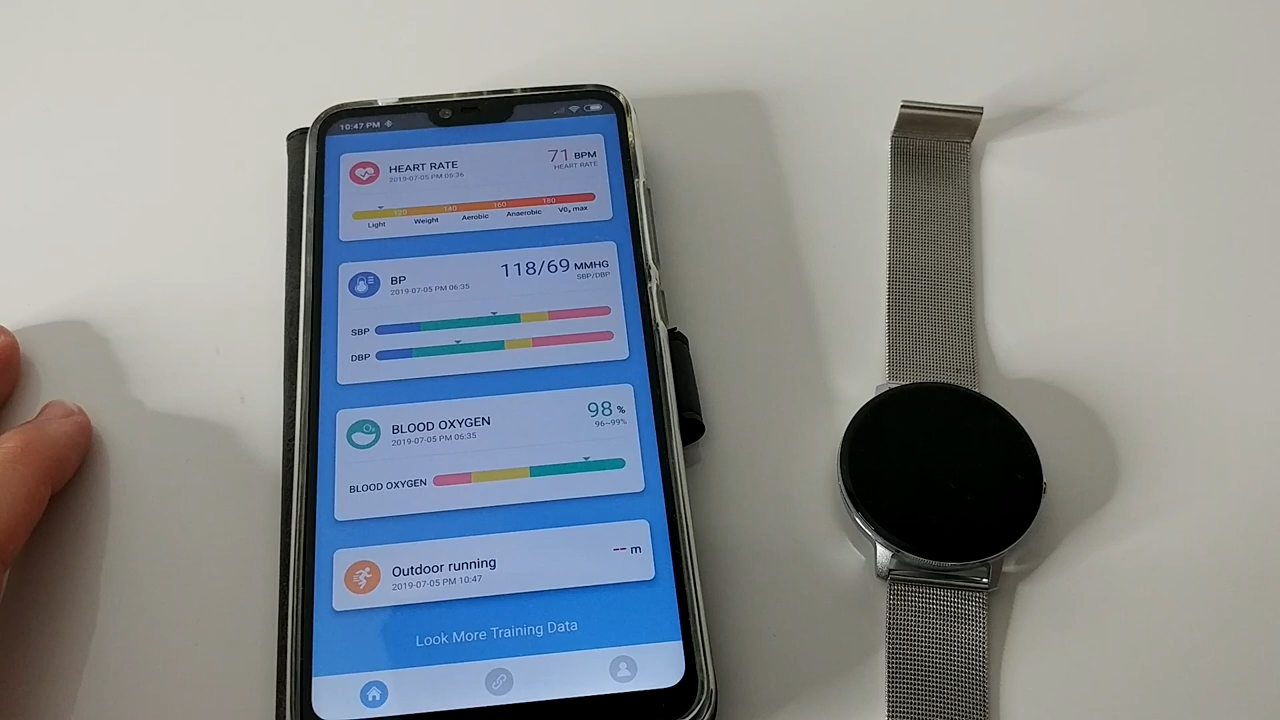 10:47 PM
HEART RATE
71 BPM
2019-07-05 PM 06:36
HEART RATE
120 140 160 180
Light Weight Aerobic Anaerobic VO₂ max
BP
118/69 MMHG
2019-07-05 PM 06:35
SBP/DBP
SBP
DBP
BLOOD OXYGEN
98 %
2019-07-05 PM 06:35
96~99%
BLOOD OXYGEN
Outdoor running
-- m
2019-07-05 PM 10:47
Look More Training Data